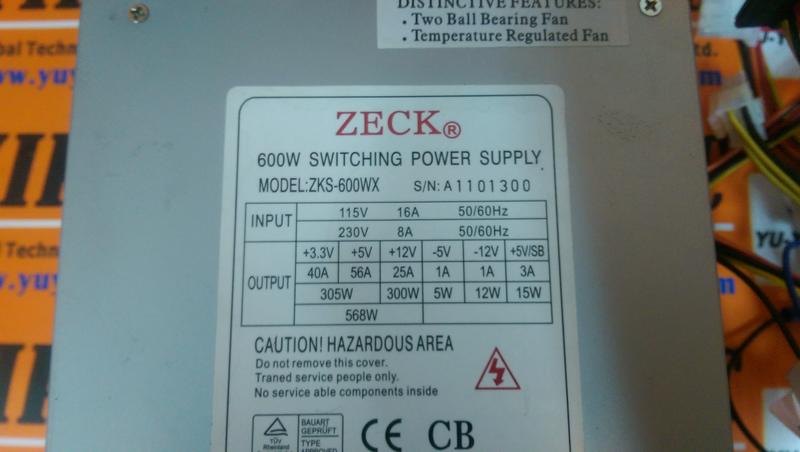 DISTINCTIVE FEATURES:
• Two Ball Bearing Fan
• Temperature Regulated Fan
ZECK®
600W SWITCHING POWER SUPPLY
MODEL:ZKS-600WX S/N: A1101300
INPUT
115V 16A 50/60Hz
230V 8A 50/60Hz
OUTPUT
+3.3V +5V +12V -5V -12V +5V/SB
40A 56A 25A 1A 1A 3A
305W 300W 5W 12W 15W
568W
CAUTION! HAZARDOUS AREA
Do not remove this cover.
Traned service people only.
No service able components inside
TÜV
Rheinland
BAUART
GEPRÜFT
TYPE
APPROVED
CE CB